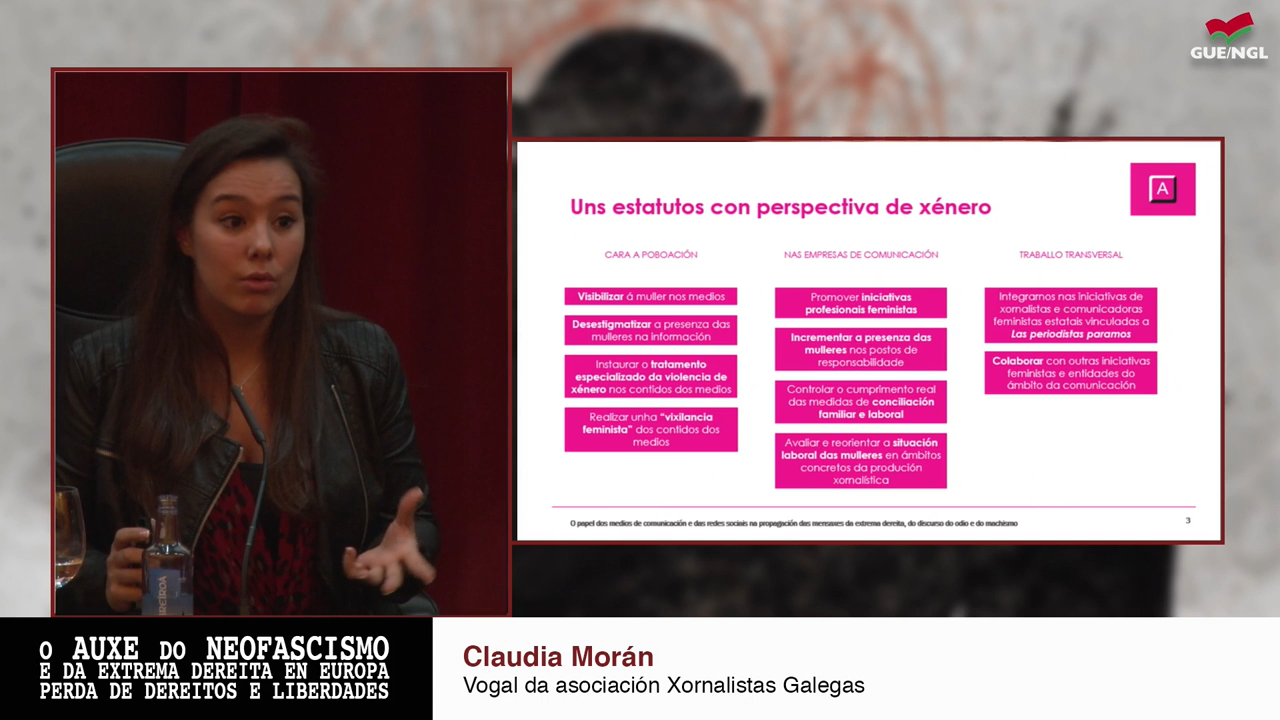 GUE/NGL
A
Uns estatutos con perspectiva de xénero
CARA A POBOACIÓN
Visibilizar á muller nos medios
Desestigmatizar a presenza das
mulleres na información
Instaurar o tratamento
especializado da violencia de
xénero nos contidos dos medios
Realizar unha “vixilancia
feminista” dos contidos dos
medios
NAS EMPRESAS DE COMUNICACIÓN
Promover iniciativas
profesionais feministas
Incrementar a presenza das
mulleres nos postos de
responsabilidade
Controlar o cumprimento real
das medidas de conciliación
familiar e laboral
Avaliar e reorientar a situación
laboral das mulleres en ámbitos
concretos da produción
xornalística
TRABALLO TRANSVERSAL
Integrarnos nas iniciativas de
xornalistas e comunicadoras
feministas estatais vinculadas a
Las periodistas paramos
Colaborar con outras iniciativas
feministas e entidades do
ámbito da comunicación
O papel dos medios de comunicación e das redes sociais na propagación das mensaxes da extrema dereita, do discurso do odio e do machismo
3
O AUXE DO NEOFASCISMO
E DA EXTREMA DEREITA EN EUROPA
PERDA DE DEREITOS E LIBERDADES
Claudia Morán
Vogal da asociación Xornalistas Galegas